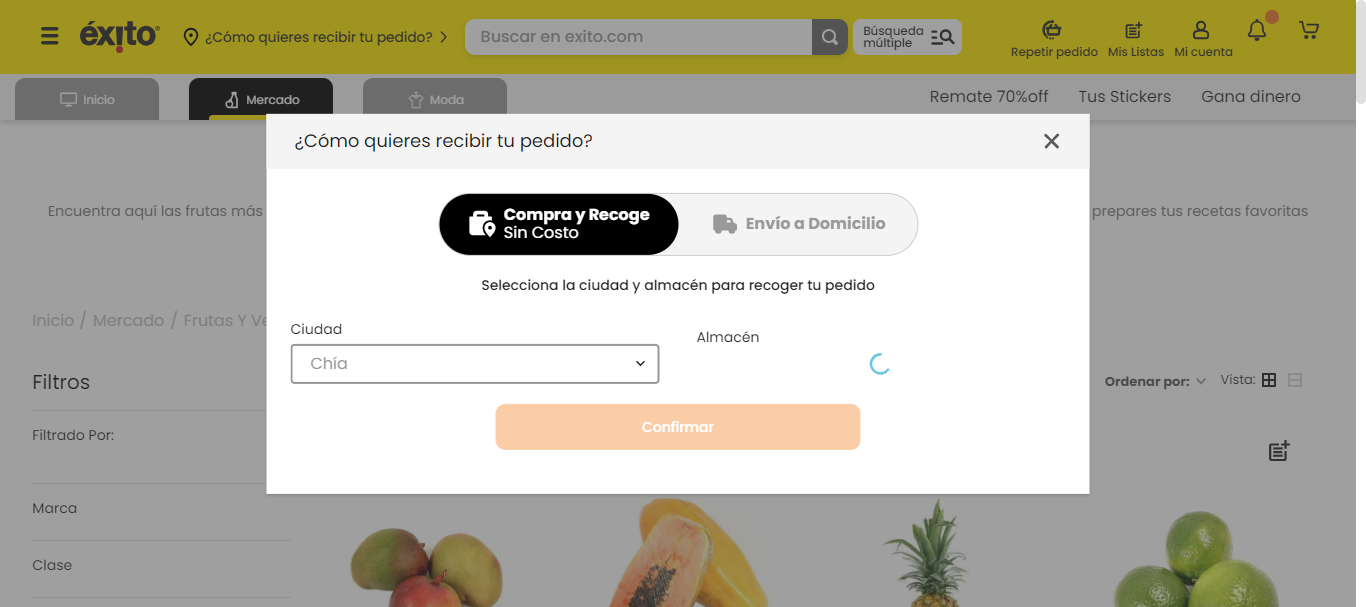 éxito
¿Cómo quieres recibir tu pedido?
Buscar en exito.com
Búsqueda
múltiple
Repetir pedido
Mis Listas
Mi cuenta
Inicio
Mercado
Moda
Remate 70%off
Tus Stickers
Gana dinero
¿Cómo quieres recibir tu pedido?
Encuentra aquí las frutas más
prepares tus recetas favoritas
Compra y Recoge
Sin Costo
Envío a Domicilio
Selecciona la ciudad y almacén para recoger tu pedido
Inicio / Mercado / Frutas Y Ve
Ciudad
Almacén
Chía
Filtros
Ordenar por:
Vista:
Confirmar
Filtrado Por:
Marca
Clase